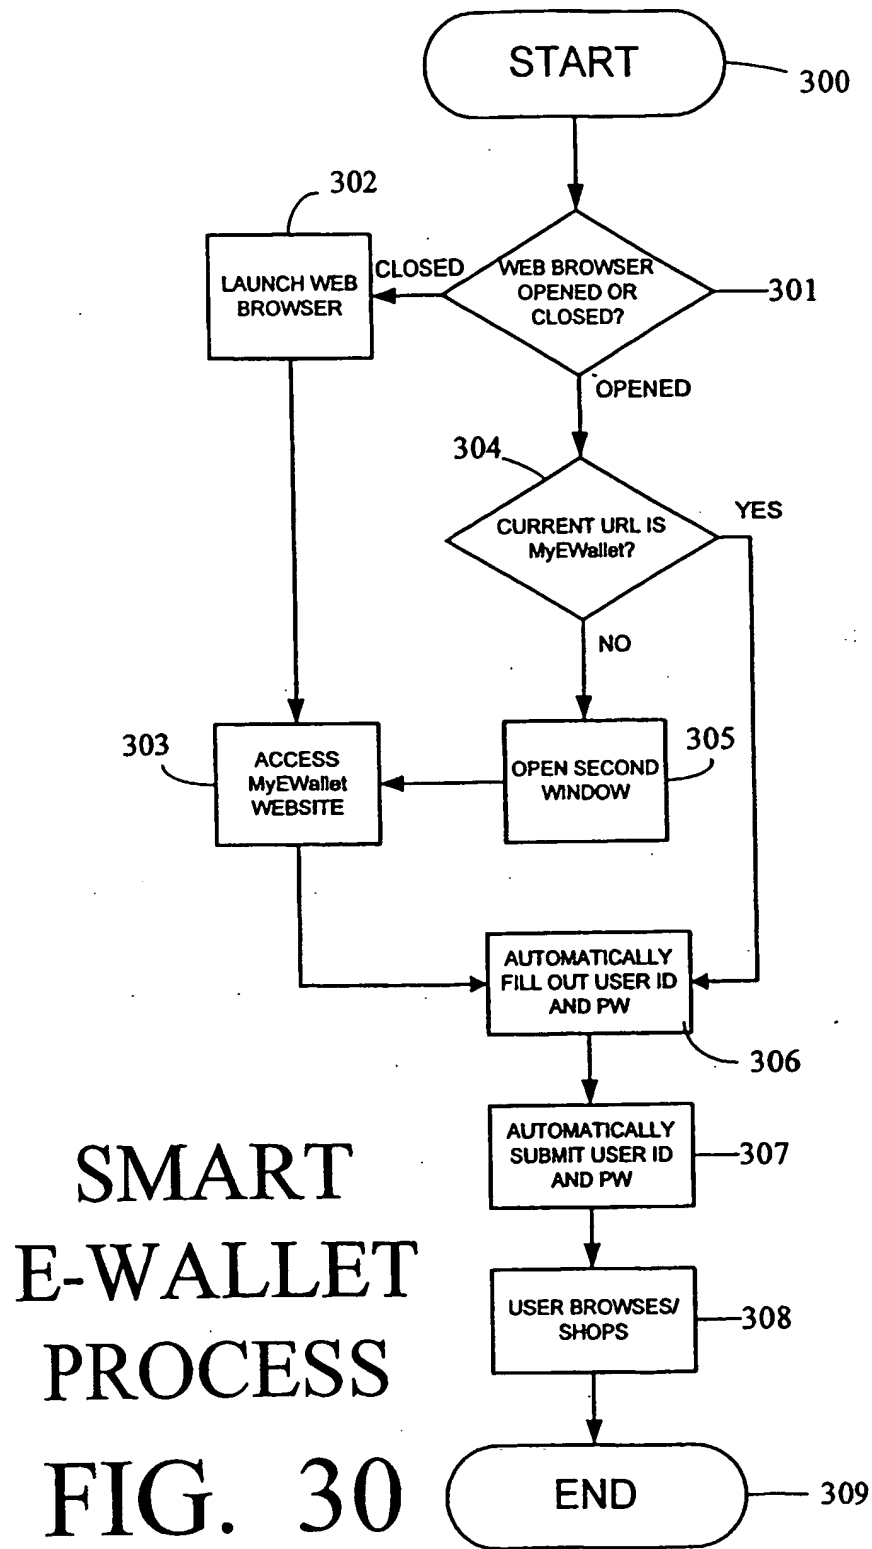 START
300
302
LAUNCH WEB
BROWSER
CLOSED
WEB BROWSER
OPENED OR
CLOSED?
301
OPENED
304
CURRENT URL IS
MyEWallet?
YES
NO
303
ACCESS
MyEWallet
WEBSITE
OPEN SECOND
WINDOW
305
AUTOMATICALLY
FILL OUT USER ID
AND PW
306
AUTOMATICALLY
SUBMIT USER ID
AND PW
307
USER BROWSES/
SHOPS
308
END
309
SMART
E-WALLET
PROCESS
FIG. 30